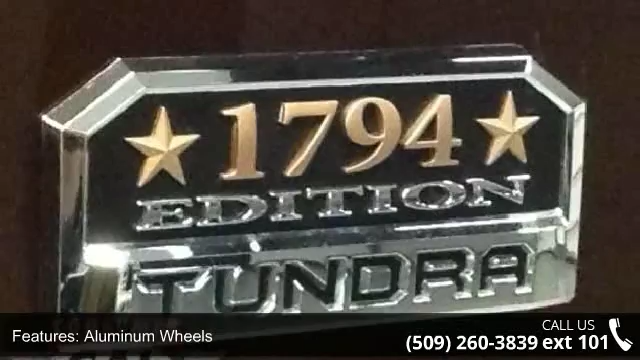 1794
EDITION
TUNDRA
Features: Aluminum Wheels
CALL US
(509) 260-3839 ext 101